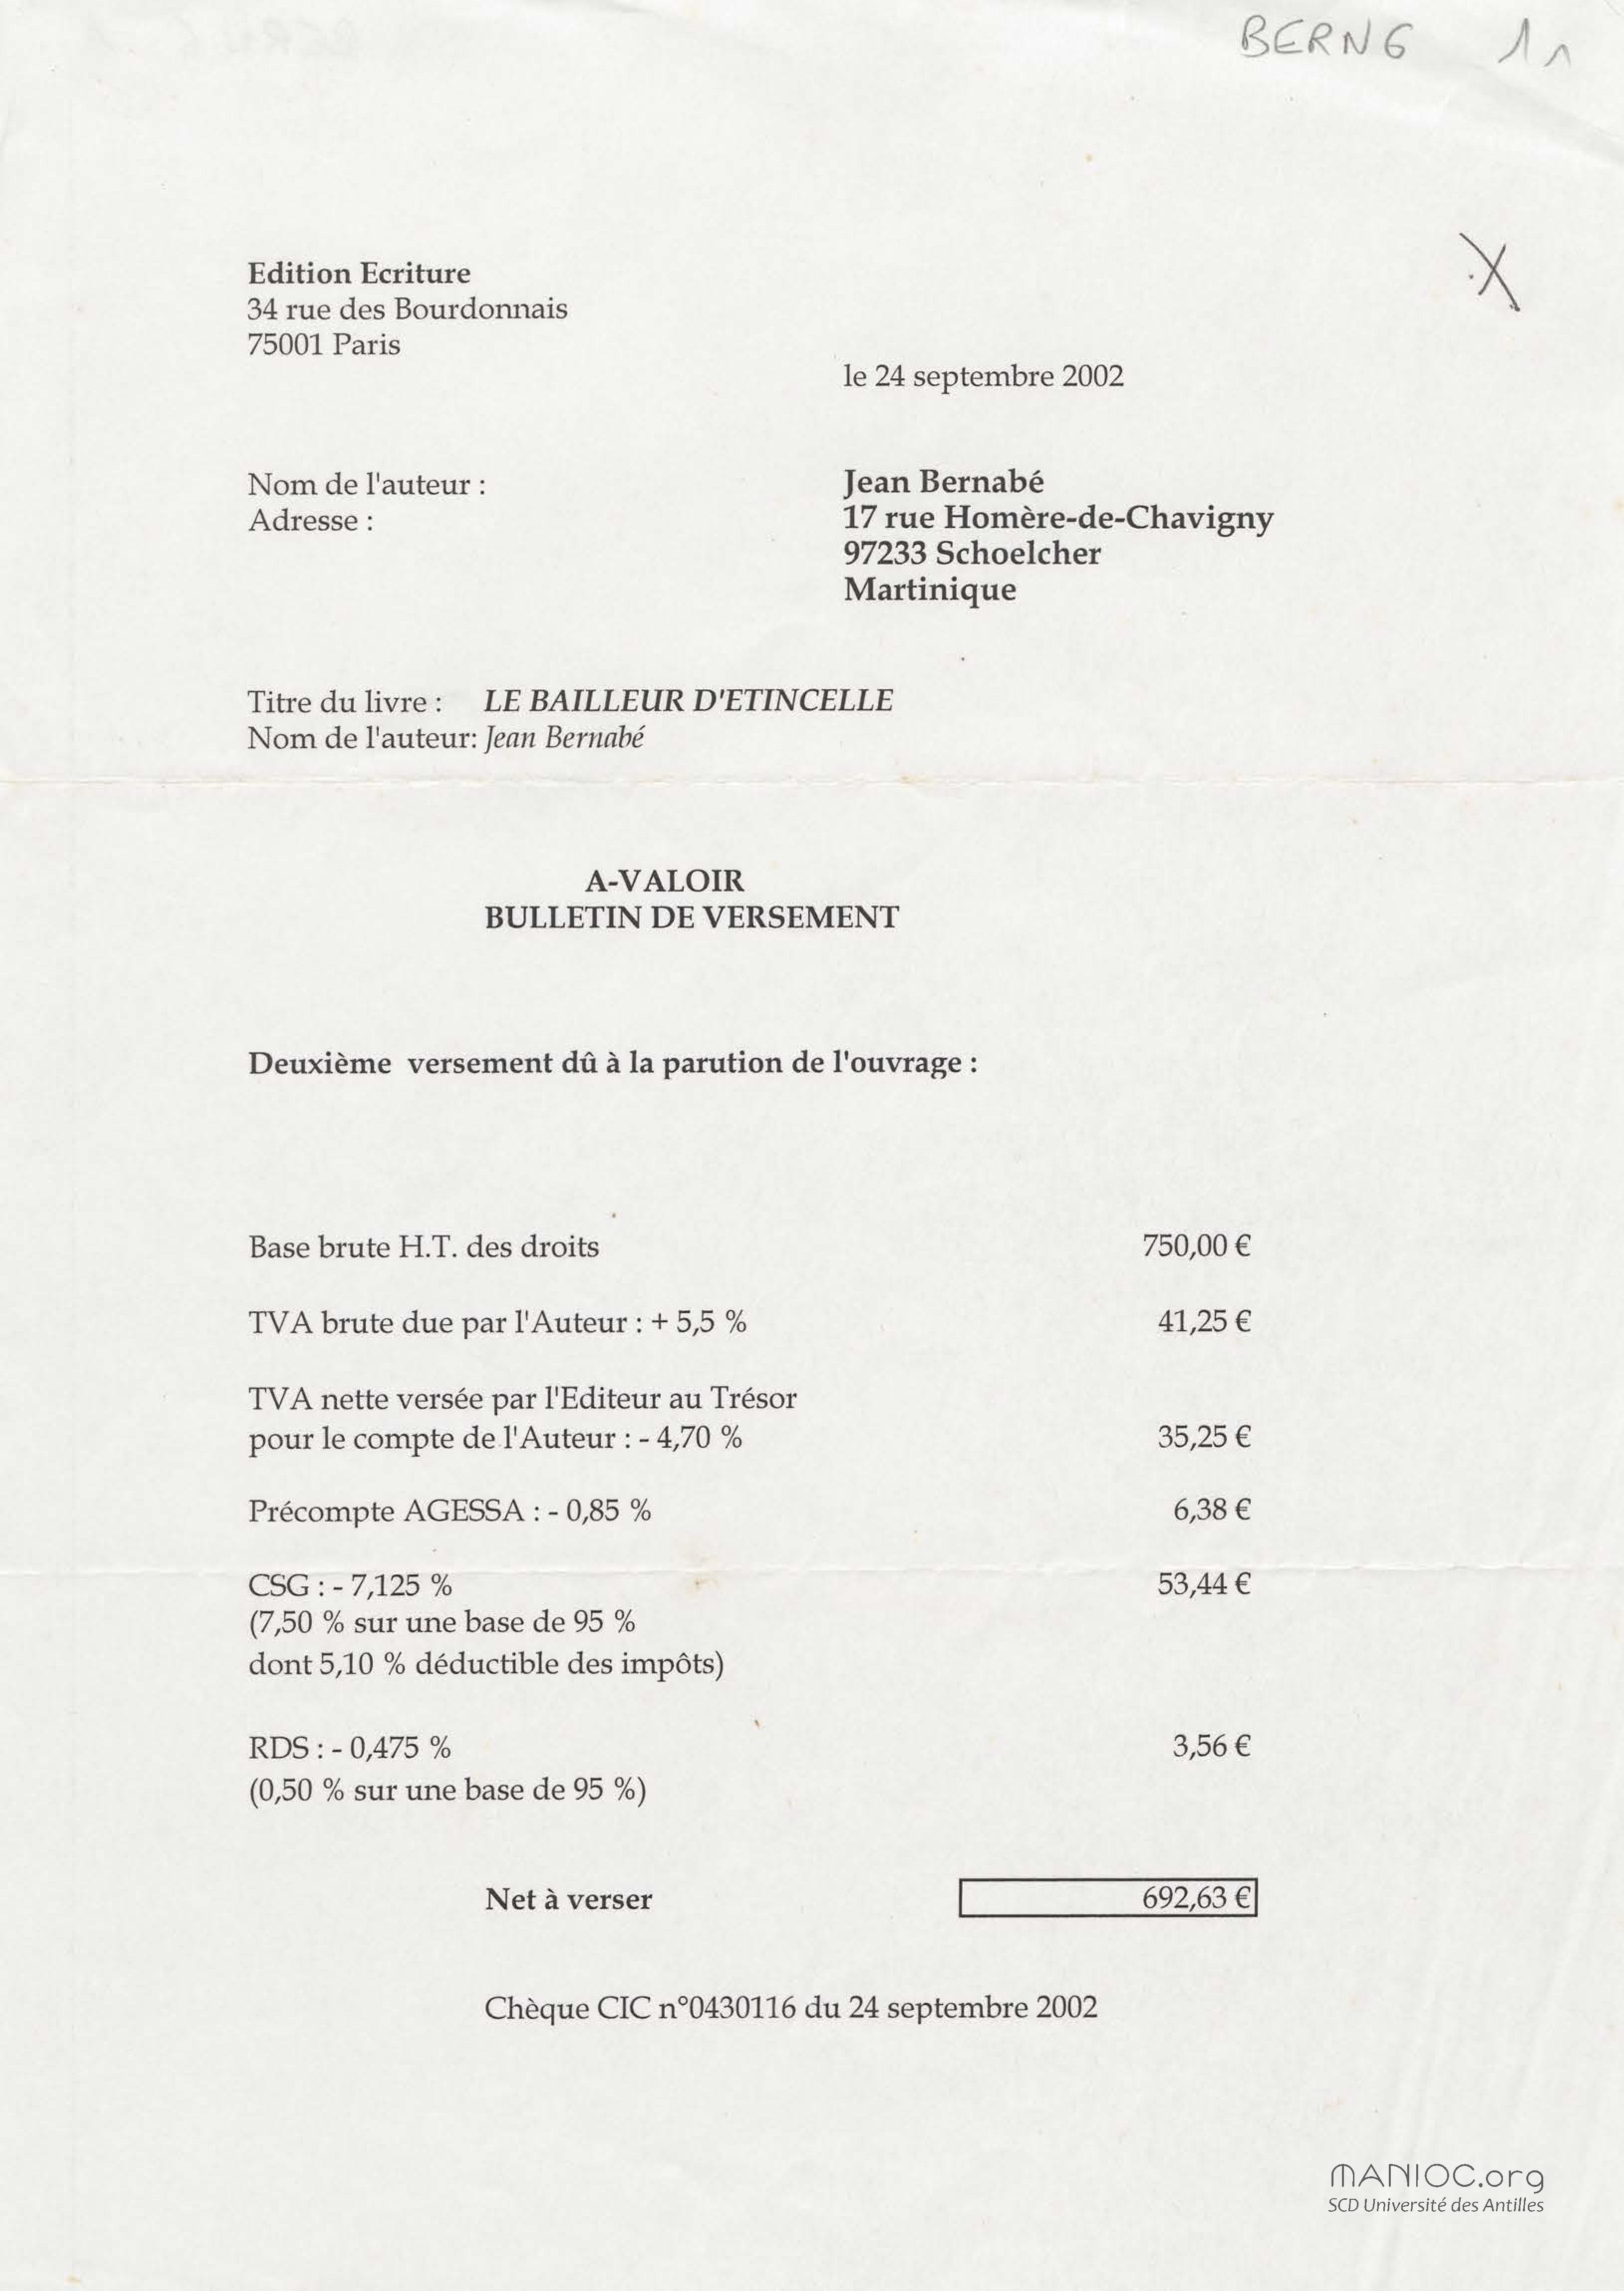 BERN 6 1 1
Edition Ecriture
34 rue des Bourdonnais
75001 Paris
le 24 septembre 2002
Nom de l'auteur :
Adresse :
Jean Bernabé
17 rue Homère-de-Chavigny
97233 Schoelcher
Martinique
Titre du livre : LE BAILLEUR D'ETINCELLE
Nom de l'auteur: Jean Bernabé
A-VALOIR
BULLETIN DE VERSEMENT
Deuxième versement dû à la parution de l'ouvrage :
Base brute H.T. des droits 750,00 €
TVA brute due par l'Auteur : + 5,5 % 41,25 €
TVA nette versée par l'Editeur au Trésor
pour le compte de l'Auteur : - 4,70 % 35,25 €
Précompte AGESSA : - 0,85 % 6,38 €
CSG : - 7,125 % 53,44 €
(7,50 % sur une base de 95 %
dont 5,10 % déductible des impôts)
RDS : - 0,475 % 3,56 €
(0,50 % sur une base de 95 %)
Net à verser 692,63 €
Chèque CIC n°0430116 du 24 septembre 2002
MANIOC.org
SCD Université des Antilles